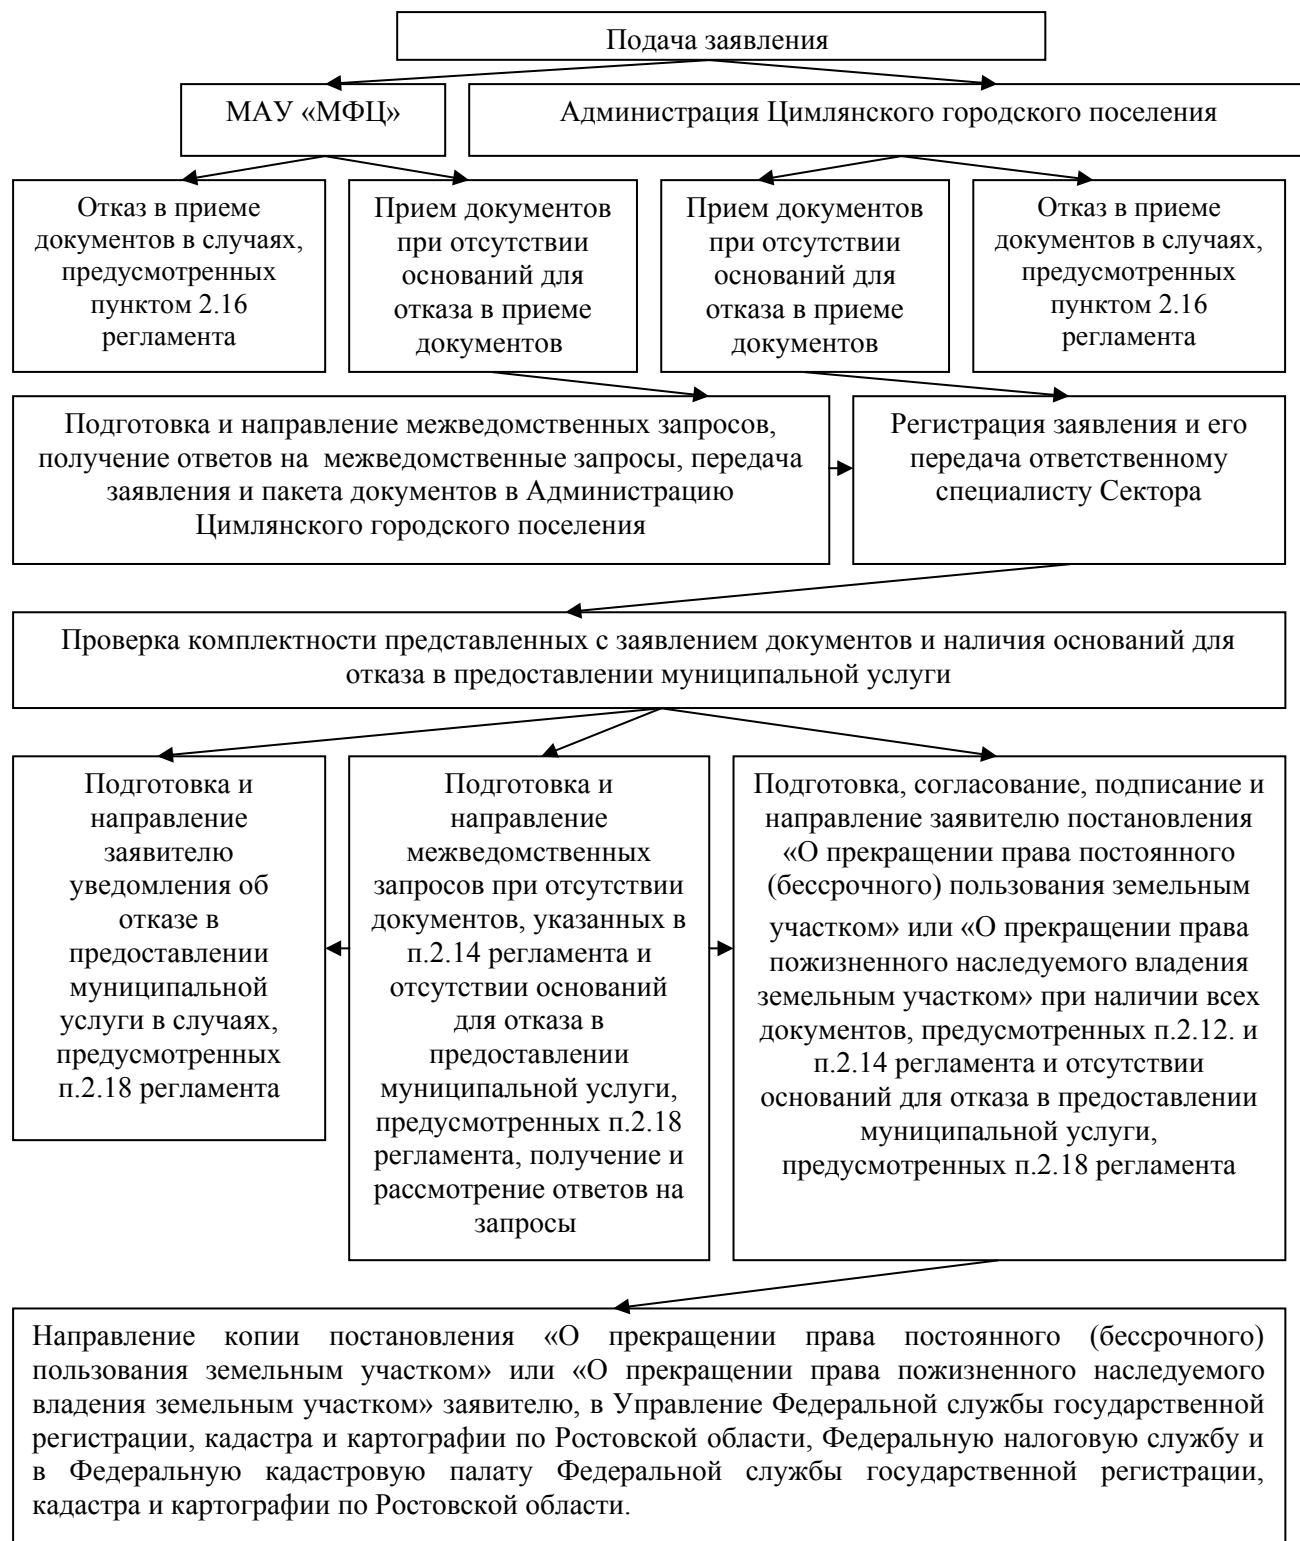 Подача заявления
МАУ «МФЦ»
Администрация Цимлянского городского поселения
Отказ в приеме
документов в случаях,
предусмотренных
пунктом 2.16
регламента
Прием документов
при отсутствии
оснований для
отказа в приеме
документов
Прием документов
при отсутствии
оснований для
отказа в приеме
документов
Отказ в приеме
документов в случаях,
предусмотренных
пунктом 2.16
регламента
Подготовка и направление межведомственных запросов,
получение ответов на межведомственные запросы, передача
заявления и пакета документов в Администрацию
Цимлянского городского поселения
Регистрация заявления и его
передача ответственному
специалисту Сектора
Проверка комплектности представленных с заявлением документов и наличия оснований для
отказа в предоставлении муниципальной услуги
Подготовка и
направление
заявителю
уведомления об
отказе в
предоставлении
муниципальной
услуги в случаях,
предусмотренных
п.2.18 регламента
Подготовка и
направление
межведомственных
запросов при отсутствии
документов, указанных в
п.2.14 регламента и
отсутствии оснований
для отказа в
предоставлении
муниципальной услуги,
предусмотренных п.2.18
регламента, получение и
рассмотрение ответов на
запросы
Подготовка, согласование, подписание и
направление заявителю постановления
«О прекращении права постоянного
(бессрочного) пользования земельным
участком» или «О прекращении права
пожизненного наследуемого владения
земельным участком» при наличии всех
документов, предусмотренных п.2.12. и
п.2.14 регламента и отсутствии
оснований для отказа в предоставлении
муниципальной услуги,
предусмотренных п.2.18 регламента
Направление копии постановления «О прекращении права постоянного (бессрочного)
пользования земельным участком» или «О прекращении права пожизненного наследуемого
владения земельным участком» заявителю, в Управление Федеральной службы государственной
регистрации, кадастра и картографии по Ростовской области, Федеральную налоговую службу и
в Федеральную кадастровую палату Федеральной службы государственной регистрации,
кадастра и картографии по Ростовской области.